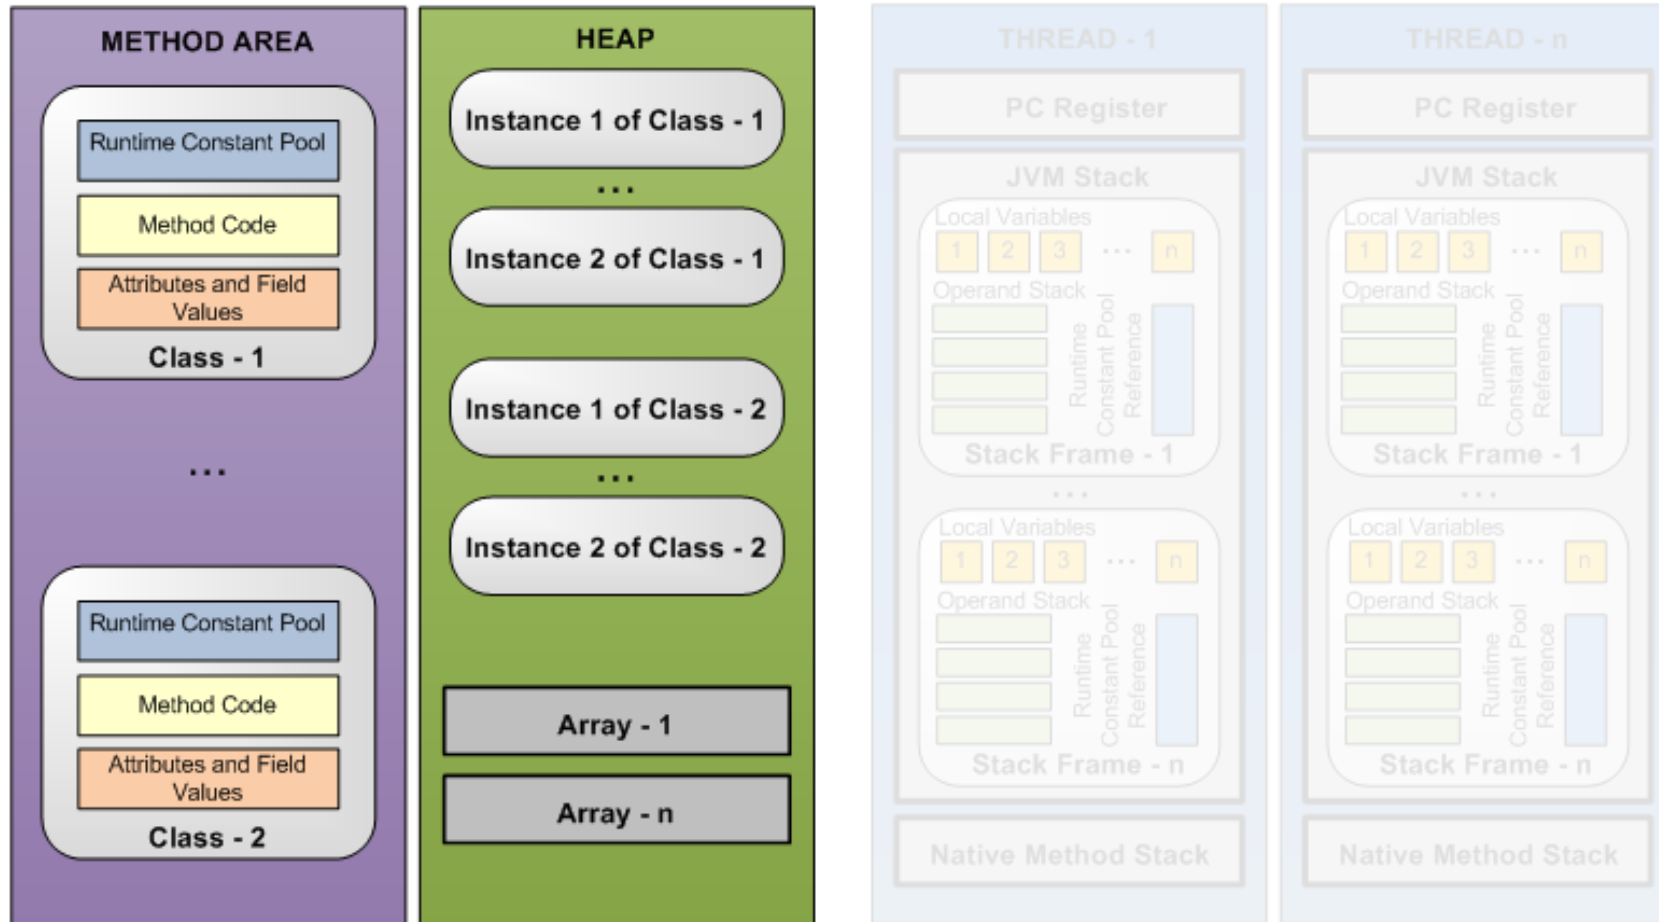 METHOD AREA
Runtime Constant Pool
Method Code
Attributes and Field
Values
Class - 1
...
Runtime Constant Pool
Method Code
Attributes and Field
Values
Class - 2
HEAP
Instance 1 of Class - 1
...
Instance 2 of Class - 1
Instance 1 of Class - 2
...
Instance 2 of Class - 2
Array - 1
Array - n
THREAD - 1
PC Register
JVM Stack
Local Variables
1 2 3 ... n
Operand Stack
Runtime
Constant Pool
Reference
Stack Frame - 1
...
Local Variables
1 2 3 ... n
Operand Stack
Runtime
Constant Pool
Reference
Stack Frame - n
Native Method Stack
THREAD - n
PC Register
JVM Stack
Local Variables
1 2 3 ... n
Operand Stack
Runtime
Constant Pool
Reference
Stack Frame - 1
...
Local Variables
1 2 3 ... n
Operand Stack
Runtime
Constant Pool
Reference
Stack Frame - n
Native Method Stack